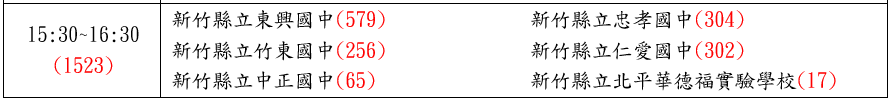 15:30~16:30
(1523)
新竹縣立東興國中(579) 新竹縣立忠孝國中(304)
新竹縣立竹東國中(256) 新竹縣立仁愛國中(302)
新竹縣立中正國中(65) 新竹縣立北平華德福實驗學校(17)